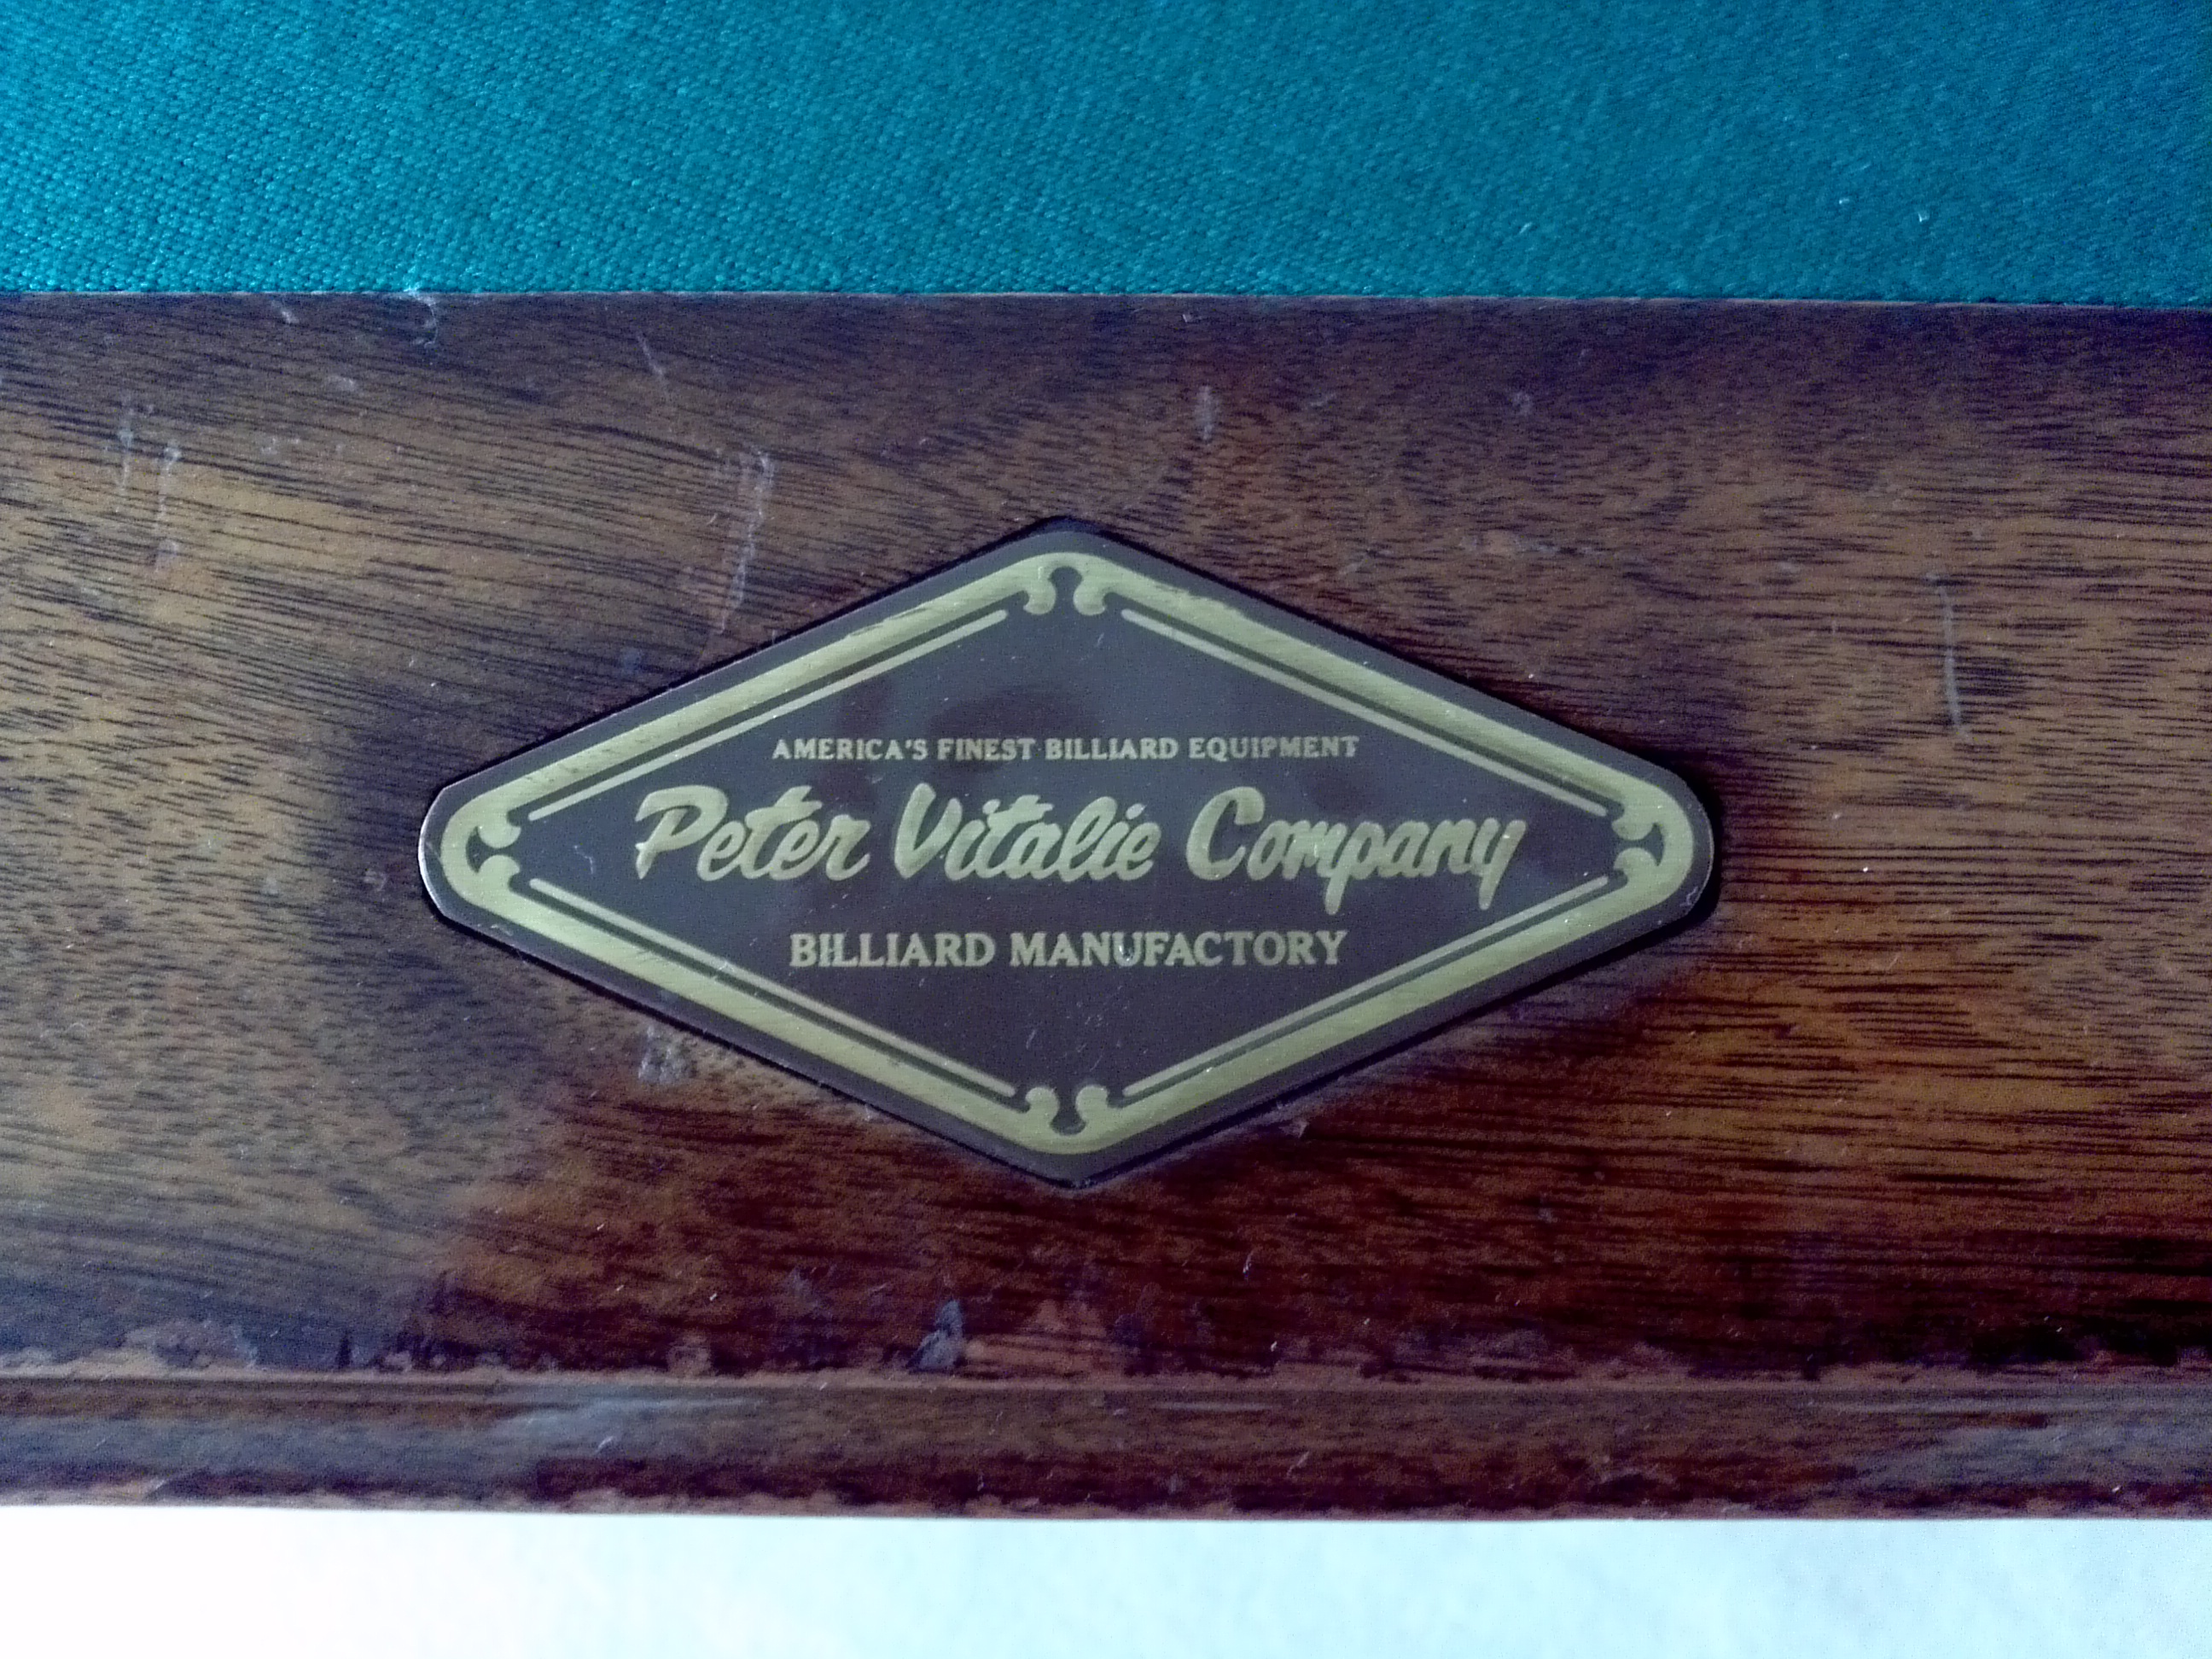 AMERICA'S FINEST BILLIARD EQUIPMENT
Peter Vitalie Company
BILLIARD MANUFACTORY